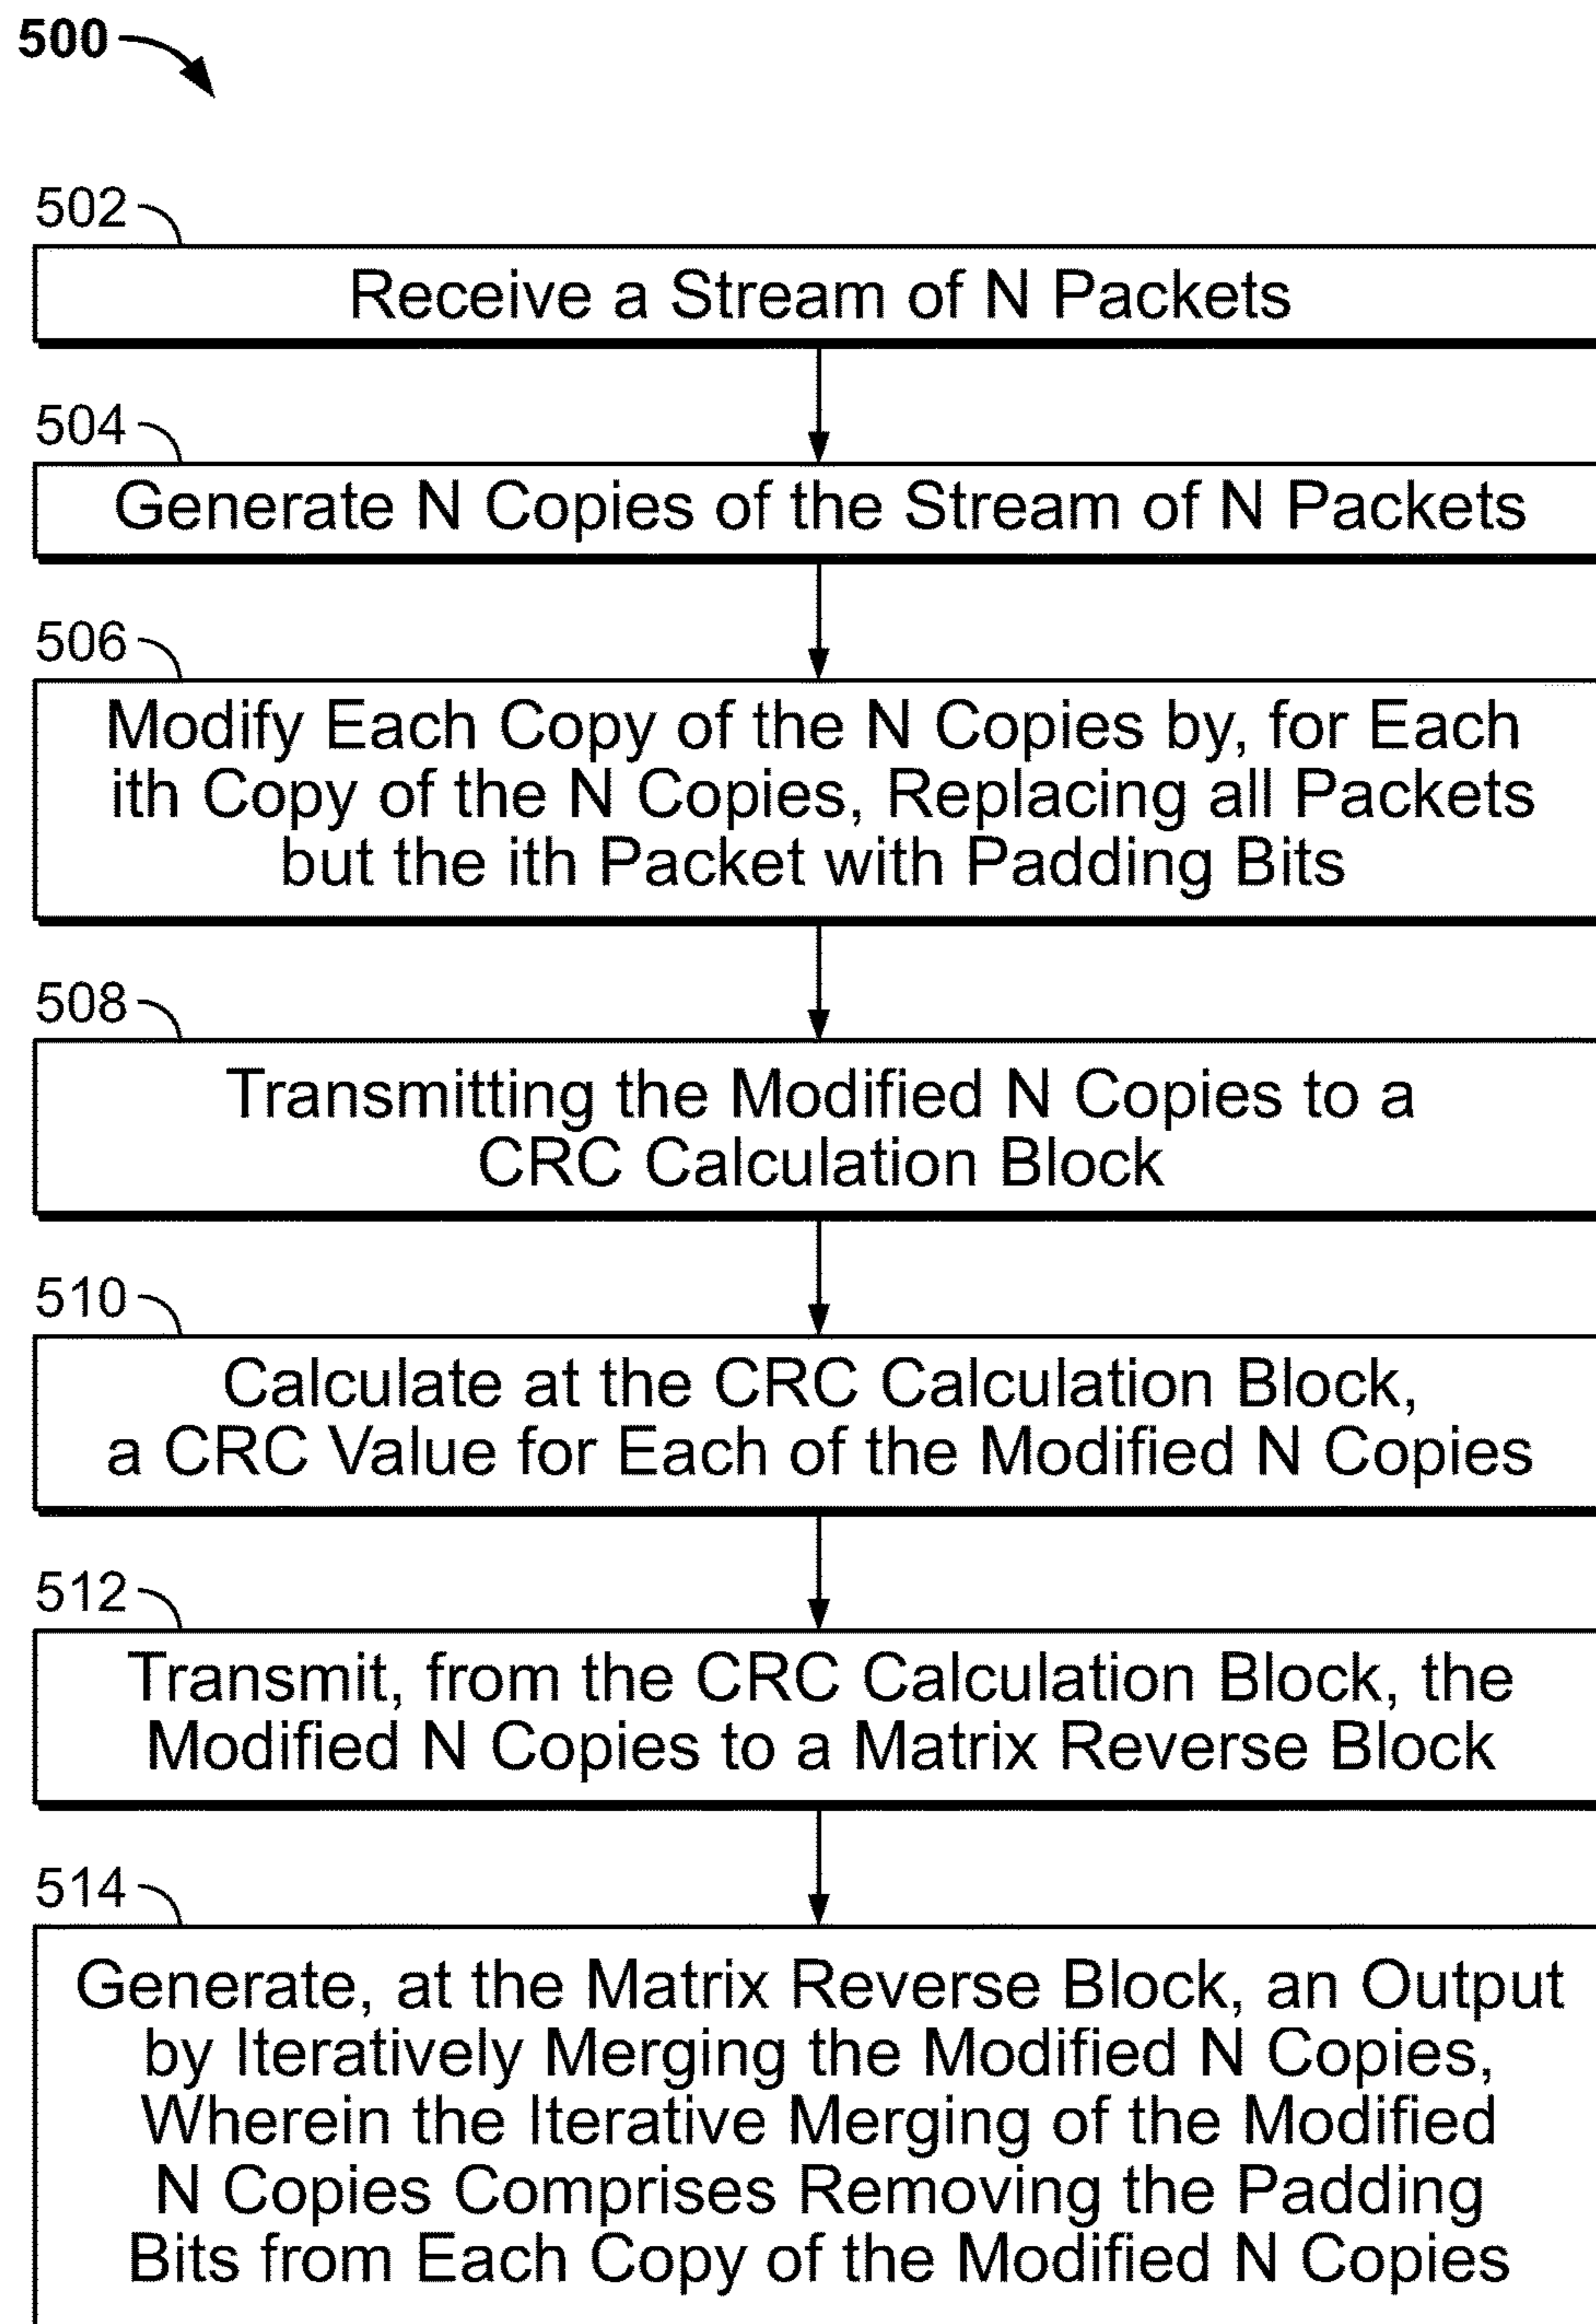 500
502
Receive a Stream of N Packets
504
Generate N Copies of the Stream of N Packets
506
Modify Each Copy of the N Copies by, for Each
ith Copy of the N Copies, Replacing all Packets
but the ith Packet with Padding Bits
508
Transmitting the Modified N Copies to a
CRC Calculation Block
510
Calculate at the CRC Calculation Block,
a CRC Value for Each of the Modified N Copies
512
Transmit, from the CRC Calculation Block, the
Modified N Copies to a Matrix Reverse Block
514
Generate, at the Matrix Reverse Block, an Output
by Iteratively Merging the Modified N Copies,
Wherein the Iterative Merging of the Modified
N Copies Comprises Removing the Padding
Bits from Each Copy of the Modified N Copies